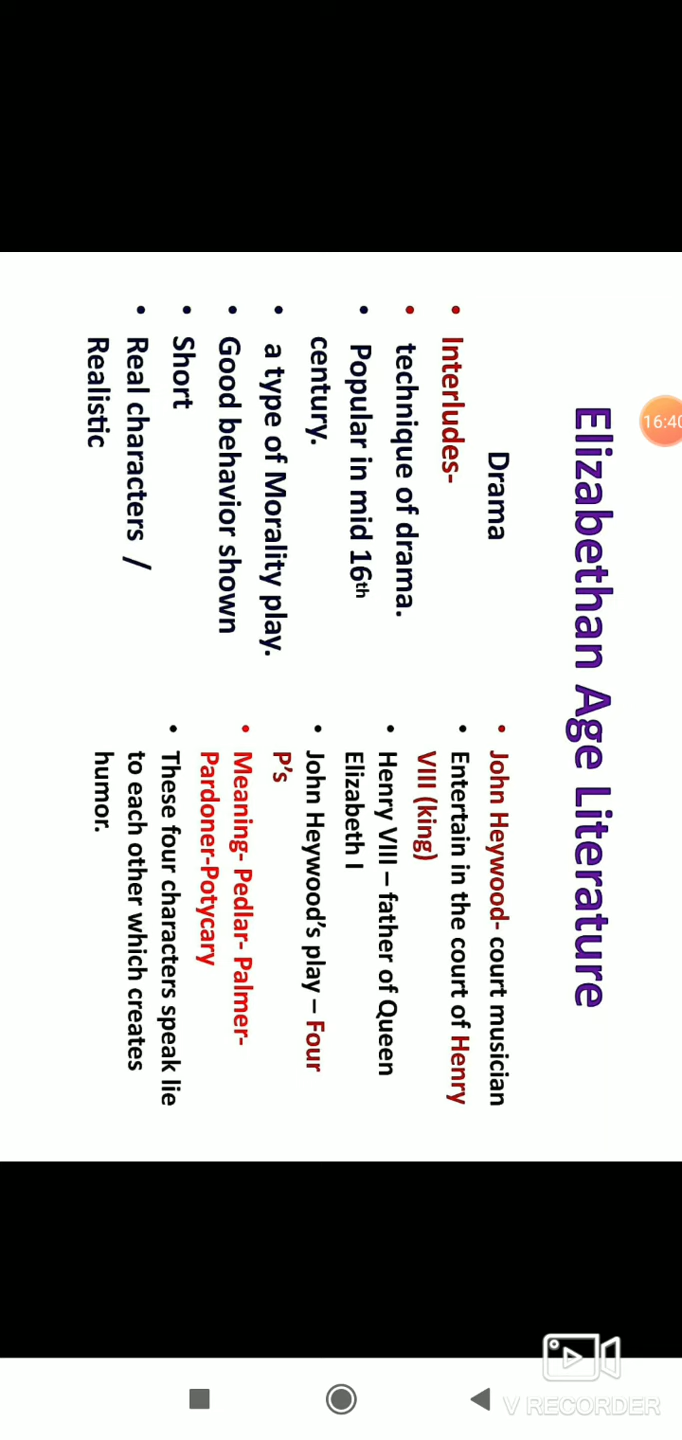 Elizabethan Age Literature
Drama
• Interludes-
• technique of drama.
• Popular in mid 16th
century.
• a type of Morality play.
• Good behavior shown
• Short
• Real characters /
Realistic
• John Heywood- court musician
• Entertain in the court of Henry
VIII (king)
• Henry VIII – father of Queen
Elizabeth I
• John Heywood's play – Four
P's
• Meaning- Pedlar- Palmer-
Pardoner-Potycary
• These four characters speak lie
to each other which creates
humor.
16:40
V RECORDER